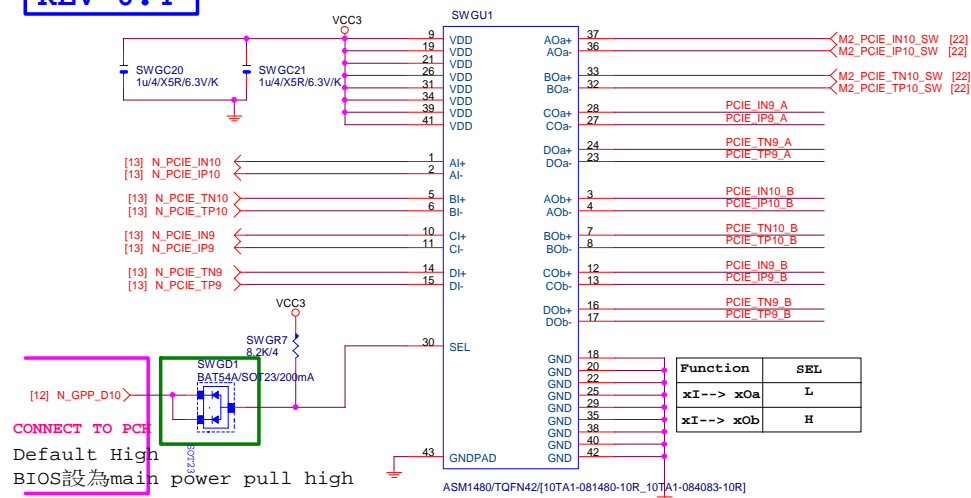 REV 0.1
VCC3
SWGC20
1u/4/X5R/6.3V/K
SWGC21
1u/4/X5R/6.3V/K
SWGU1
9 VDD
19 VDD
21 VDD
26 VDD
31 VDD
34 VDD
39 VDD
41 VDD
[13] N_PCIE_IN10 1 AI+
[13] N_PCIE_IP10 2 AI-
[13] N_PCIE_TN10 5 BI+
[13] N_PCIE_TP10 6 BI-
[13] N_PCIE_IN9 10 CI+
[13] N_PCIE_IP9 11 CI-
[13] N_PCIE_TN9 14 DI+
[13] N_PCIE_TP9 15 DI-
30 SEL
43 GNDPAD
AOa+ 37 M2_PCIE_IN10_SW [22]
AOa- 36 M2_PCIE_IP10_SW [22]
BOa+ 33 M2_PCIE_TN10_SW [22]
BOa- 32 M2_PCIE_TP10_SW [22]
COa+ 28 PCIE_IN9_A
COa- 27 PCIE_IP9_A
DOa+ 24 PCIE_TN9_A
DOa- 23 PCIE_TP9_A
AOb+ 3 PCIE_IN10_B
AOb- 4 PCIE_IP10_B
BOb+ 7 PCIE_TN10_B
BOb- 8 PCIE_TP10_B
COb+ 12 PCIE_IN9_B
COb- 13 PCIE_IP9_B
DOb+ 16 PCIE_TN9_B
DOb- 17 PCIE_TP9_B
GND 18
GND 20
GND 22
GND 25
GND 29
GND 35
GND 38
GND 40
GND 42
ASM1480/TQFN42/[10TA1-081480-10R_10TA1-084083-10R]
VCC3
SWGR7
8.2K/4
SWGD1
BAT54A/SOT23/200mA
SOT23
[12] N_GPP_D10
CONNECT TO PCH
Default High
BIOS設為main power pull high
Function SEL
xI--> xOa L
xI--> xOb H